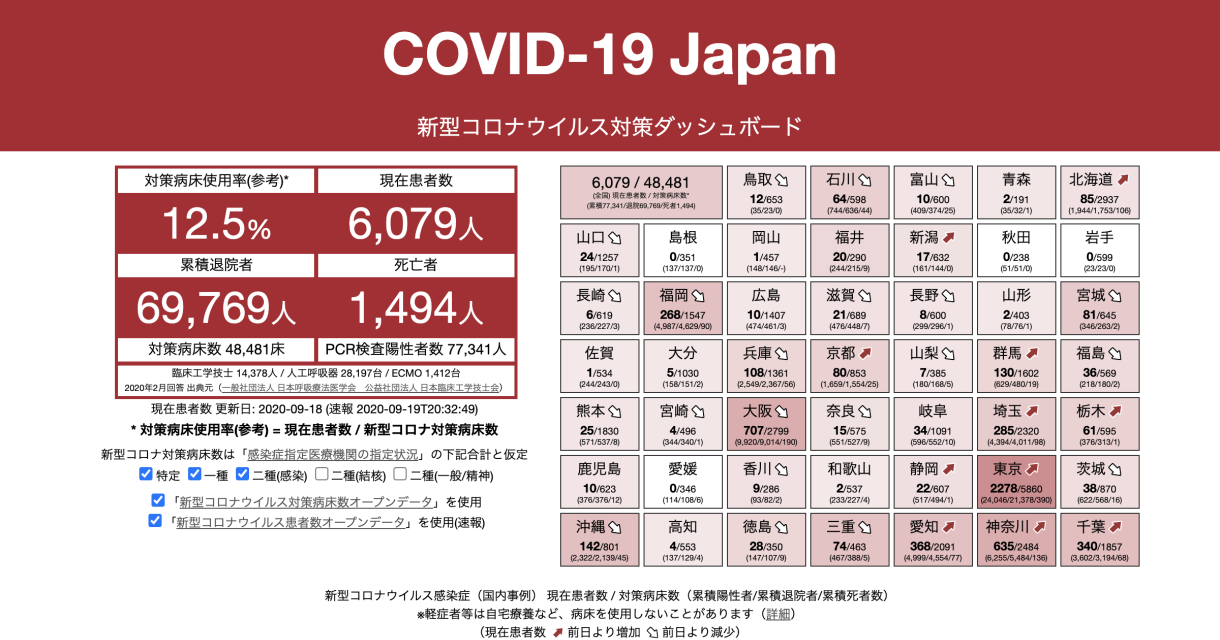 COVID-19 Japan
新型コロナウイルス対策ダッシュボード
対策病床使用率(参考)*
現在患者数
12.5%
6,079人
累積退院者
死亡者
69,769人
1,494人
対策病床数 48,481床
PCR検査陽性者数 77,341人
臨床工学技士 14,378人 / 人工呼吸器 28,197台 / ECMO 1,412台
2020年2月回答 出典元（一般社団法人 日本呼吸療法医学会　公益社団法人 日本臨床工学技士会）
現在患者数 更新日: 2020-09-18 (速報 2020-09-19T20:32:49)
* 対策病床使用率(参考) = 現在患者数 / 新型コロナ対策病床数
新型コロナ対策病床数は「感染症指定医療機関の指定状況」の下記合計と仮定
特定 一種 二種(感染) 二種(結核) 二種(一般/精神)
「新型コロナウイルス対策病床数オープンデータ」を使用
「新型コロナウイルス患者数オープンデータ」を使用(速報)
6,079 / 48,481
(全国) 現在患者数 / 対策病床数*
(累積77,341/退院69,769/死者1,494)
鳥取
12/653
(35/23/0)
石川
64/598
(744/636/44)
富山
10/600
(409/374/25)
青森
2/191
(35/32/1)
北海道
85/2937
(1,944/1,753/106)
山口
24/1257
(195/170/1)
島根
0/351
(137/137/0)
岡山
1/457
(148/146/-)
福井
20/290
(244/215/9)
新潟
17/632
(161/144/0)
秋田
0/238
(51/51/0)
岩手
0/599
(23/23/0)
長崎
6/619
(236/227/3)
福岡
268/1547
(4,987/4,629/90)
広島
10/1407
(474/461/3)
滋賀
21/689
(476/448/7)
長野
8/600
(299/296/1)
山形
2/403
(78/76/1)
宮城
81/645
(346/263/2)
佐賀
1/534
(244/243/0)
大分
5/1030
(158/151/2)
兵庫
108/1361
(2,549/2,367/56)
京都
80/853
(1,659/1,554/25)
山梨
7/385
(180/168/5)
群馬
130/1602
(629/480/19)
福島
36/569
(218/180/2)
熊本
25/1830
(571/537/8)
宮崎
4/496
(344/340/1)
大阪
707/2799
(9,920/9,014/190)
奈良
15/575
(551/527/9)
岐阜
34/1091
(596/552/10)
埼玉
285/2320
(4,394/4,011/98)
栃木
61/595
(376/313/1)
鹿児島
10/623
(376/376/12)
愛媛
0/346
(114/108/6)
香川
9/286
(93/82/2)
和歌山
2/537
(233/227/4)
静岡
22/607
(517/494/1)
東京
2278/5860
(24,046/21,378/390)
茨城
38/870
(622/568/16)
沖縄
142/801
(2,322/2,139/45)
高知
4/553
(137/129/4)
徳島
28/350
(147/107/9)
三重
74/463
(467/388/5)
愛知
368/2091
(4,999/4,554/77)
神奈川
635/2484
(6,255/5,484/136)
千葉
340/1857
(3,602/3,194/68)
新型コロナウイルス感染症（国内事例） 現在患者数 / 対策病床数（累積陽性者/累積退院者/累積死者数）
※軽症者等は自宅療養など、病床を使用しないことがあります（詳細）
（現在患者数 前日より増加 前日より減少）